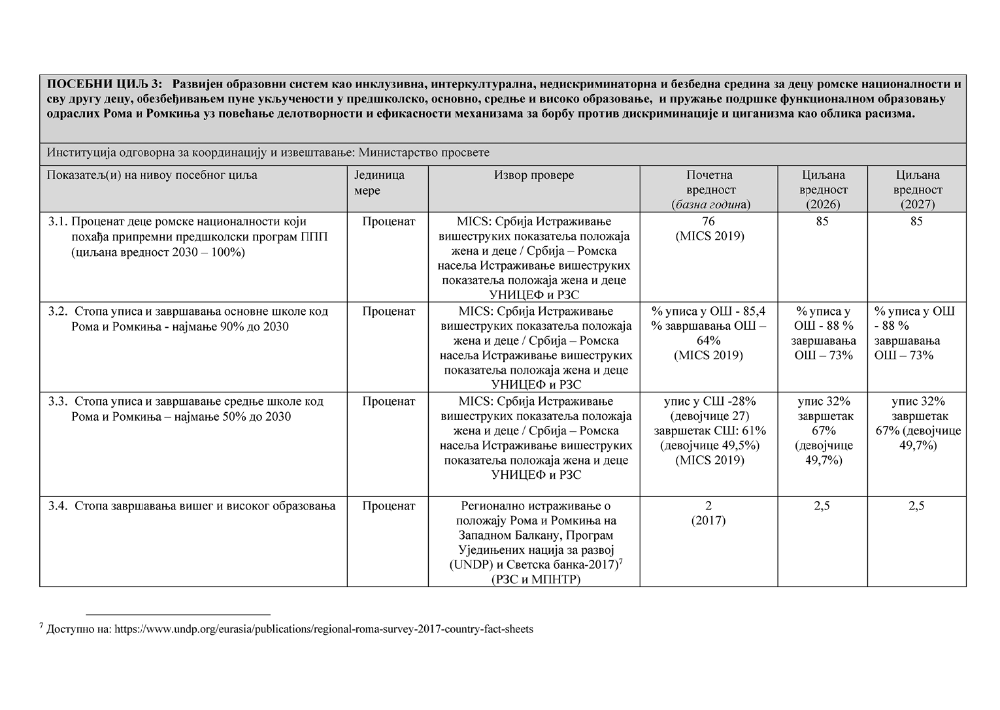 ПОСЕБНИ ЦИЉ 3: Развијен образовни систем као инклузивна, интеркултурална, недискриминаторна и безбедна средина за децу ромске националности и
сву другу децу, обезбеђивањем пуне укључености у предшколско, основно, средње и високо образовање, и пружање подршке функционалном образовању
одраслих Рома и Ромкиња уз повећање делотворности и ефикасности механизама за борбу против дискриминације и циганизма као облика расизма.
Институција одговорна за координацију и извештавање: Министарство просвете
Показатељ(и) на нивоу посебног циља
Јединица
мере
Извор провере
Почетна
вредност
(базна година)
Циљана
вредност
(2026)
Циљана
вредност
(2027)
3.1. Проценат деце ромске националности који
похађа припремни предшколски програм ППП
(циљана вредност 2030 – 100%)
Проценат
MICS: Србија Истраживање
вишеструких показатеља положаја
жена и деце / Србија – Ромска
насеља Истраживање вишеструких
показатеља положаја жена и деце
УНИЦЕФ и РЗС
76
(MICS 2019)
85
85
3.2. Стопа уписа и завршавања основне школе код
Рома и Ромкиња - најмање 90% до 2030
Проценат
MICS: Србија Истраживање
вишеструких показатеља положаја
жена и деце / Србија – Ромска
насеља Истраживање вишеструких
показатеља положаја жена и деце
УНИЦЕФ и РЗС
% уписа у ОШ - 85,4
% завршавања ОШ –
64%
(MICS 2019)
% уписа у
ОШ - 88 %
завршавања
ОШ – 73%
% уписа у ОШ
- 88 %
завршавања
ОШ – 73%
3.3. Стопа уписа и завршавање средње школе код
Рома и Ромкиња – најмање 50% до 2030
Проценат
MICS: Србија Истраживање
вишеструких показатеља положаја
жена и деце / Србија – Ромска
насеља Истраживање вишеструких
показатеља положаја жена и деце
УНИЦЕФ и РЗС
упис у СШ -28%
(девојчице 27)
завршетак СШ: 61%
(девојчице 49,5%)
(MICS 2019)
упис 32%
завршетак
67%
(девојчице
49,7%)
упис 32%
завршетак
67% (девојчице
49,7%)
3.4. Стопа завршавања вишег и високог образовања
Проценат
Регионално истраживање о
положају Рома и Ромкиња на
Западном Балкану, Програм
Уједињених нација за развој
(UNDP) и Светска банка-2017)7
(РЗС и МПНТР)
2
(2017)
2,5
2,5
7 Доступно на: https://www.undp.org/eurasia/publications/regional-roma-survey-2017-country-fact-sheets